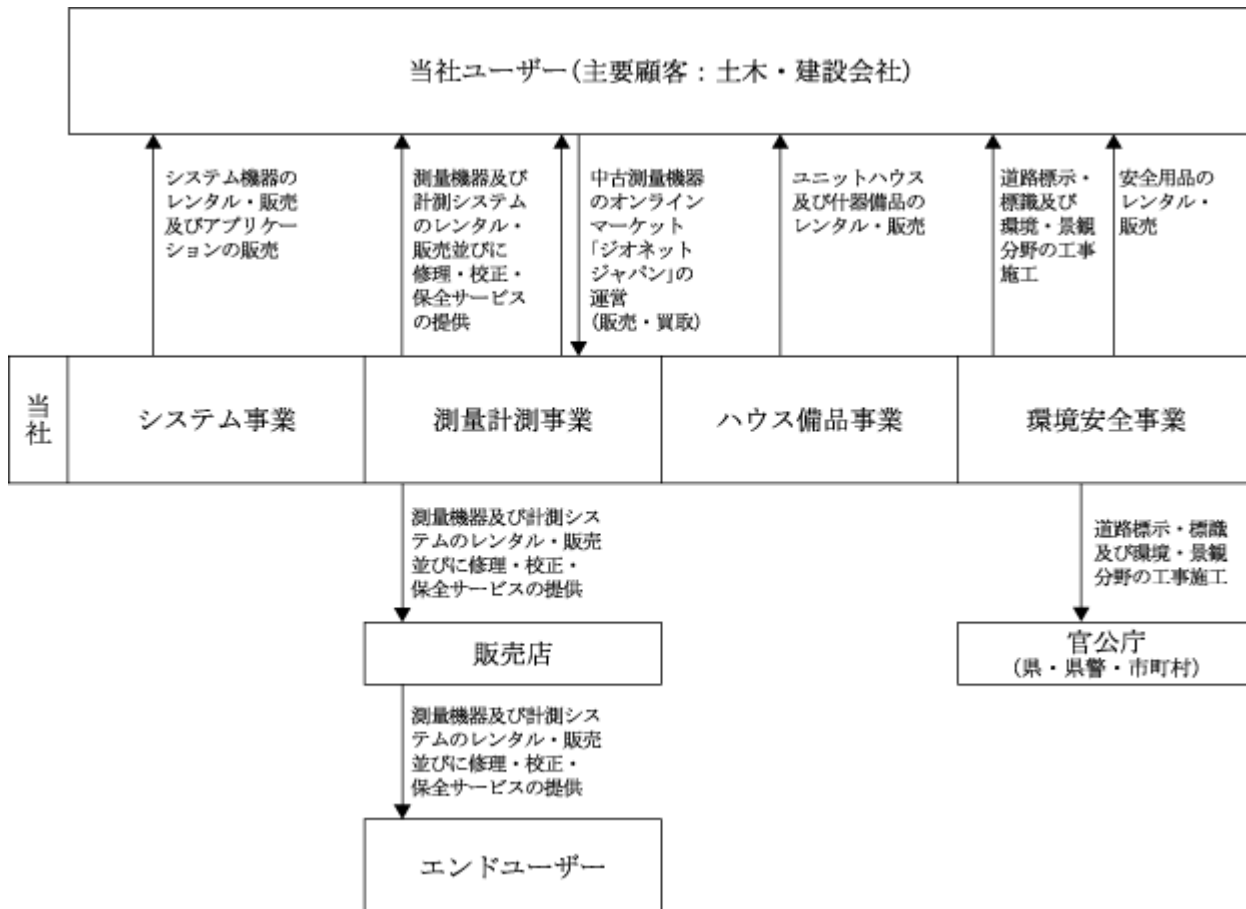 当社ユーザー(主要顧客：土木・建設会社)
システム機器の
レンタル・販売
及びアプリケー
ションの販売
測量機器及び
計測システム
のレンタル・
販売並びに
修理・校正・
保全サービス
の提供
中古測量機器
のオンライン
マーケット
「ジオネット
ジャパン」の
運営
(販売・買取)
ユニットハウス
及び什器備品の
レンタル・販売
道路標示・
標識及び
環境・景観
分野の工事
施工
安全用品の
レンタル・
販売
当社
システム事業
測量計測事業
ハウス備品事業
環境安全事業
測量機器及び計測シス
テムのレンタル・販売
並びに修理・校正・
保全サービスの提供
道路標示・標識
及び環境・景観
分野の工事施工
販売店
官公庁
(県・県警・市町村)
測量機器及び計測シス
テムのレンタル・販売
並びに修理・校正・
保全サービスの提供
エンドユーザー